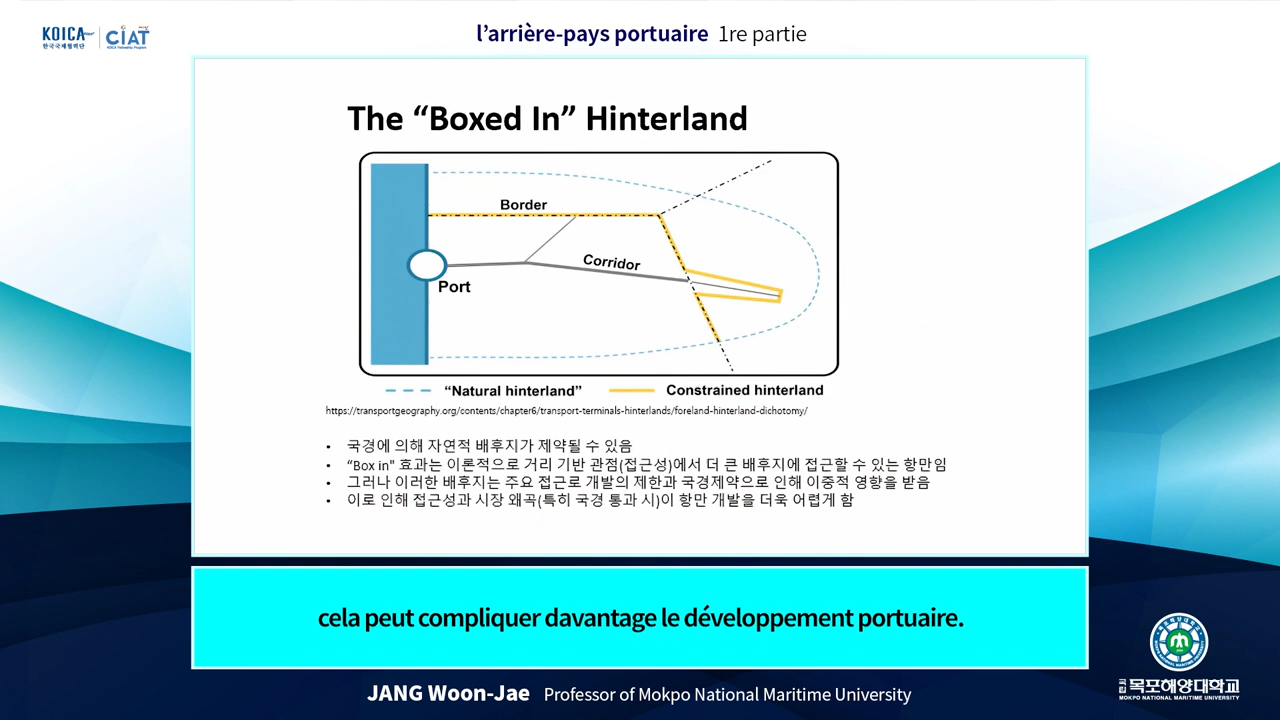 KOICA
한국국제협력단
CIAT
KOICA Fellowship Program
l'arrière-pays portuaire 1re partie
The “Boxed In” Hinterland
Border
Corridor
Port
“Natural hinterland”
Constrained hinterland
https://transportgeography.org/contents/chapter6/transport-terminals-hinterlands/foreland-hinterland-dichotomy/
• 국경에 의해 자연적 배후지가 제약될 수 있음
• “Box in" 효과는 이론적으로 거리 기반 관점(접근성)에서 더 큰 배후지에 접근할 수 있는 항만임
• 그러나 이러한 배후지는 주요 접근로 개발의 제한과 국경제약으로 인해 이중적 영향을 받음
• 이로 인해 접근성과 시장 왜곡(특히 국경 통과 시)이 항만 개발을 더욱 어렵게 함
cela peut compliquer davantage le développement portuaire.
JANG Woon-Jae Professor of Mokpo National Maritime University
국립 목포해양대학교
MOKPO NATIONAL MARITIME UNIVERSITY